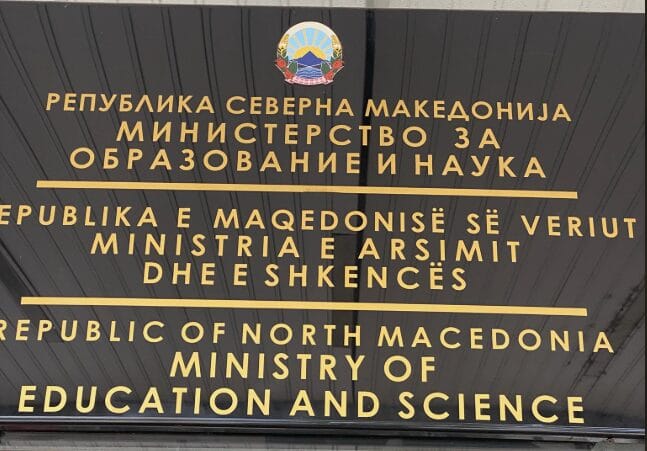 РЕПУБЛИКА СЕВЕРНА МАКЕДОНИЈА
МИНИСТЕРСТВО ЗА
ОБРАЗОВАНИЕ И НАУКА
EPUBLIKA E MAQEDONISË SË VERIUT
MINISTRIA E ARSIMIT
DHE E SHKENCËS
REPUBLIC OF NORTH MACEDONIA
MINISTRY OF
EDUCATION AND SCIENCE